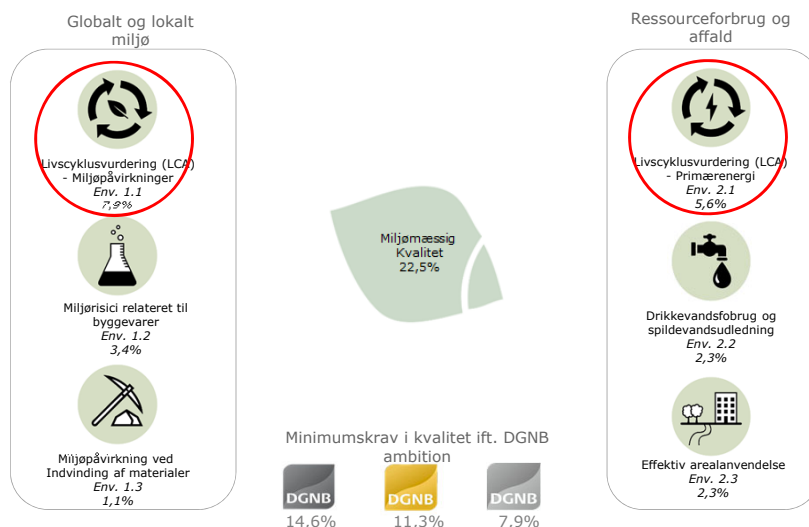 Globalt og lokalt
miljø
Livscyklusvurdering (LCA)
- Miljøpåvirkninger
Env. 1.1
7,9%
Miljørisici relateret til
byggevarer
Env. 1.2
3,4%
Miljøpåvirkning ved
Indvinding af materialer
Env. 1.3
1,1%
Miljømæssig
Kvalitet
22,5%
Minimumskrav i kvalitet ift. DGNB
ambition
DGNB
DGNB
DGNB
14,6%
11,3%
7,9%
Ressourceforbrug og
affald
Livscyklusvurdering (LCA)
- Primærenergi
Env. 2.1
5,6%
Drikkevandsfobrug og
spildevandsudledning
Env. 2.2
2,3%
Effektiv arealanvendelse
Env. 2.3
2,3%